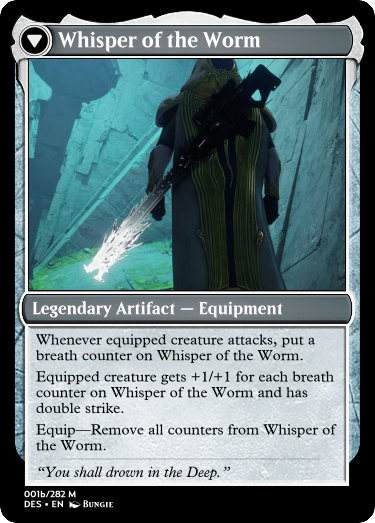 Whisper of the Worm
Legendary Artifact — Equipment
Whenever equipped creature attacks, put a
breath counter on Whisper of the Worm.
Equipped creature gets +1/+1 for each breath
counter on Whisper of the Worm and has
double strike.
Equip—Remove all counters from Whisper of
the Worm.
“You shall drown in the Deep.”
001b/282 M
DES • EN Bungie